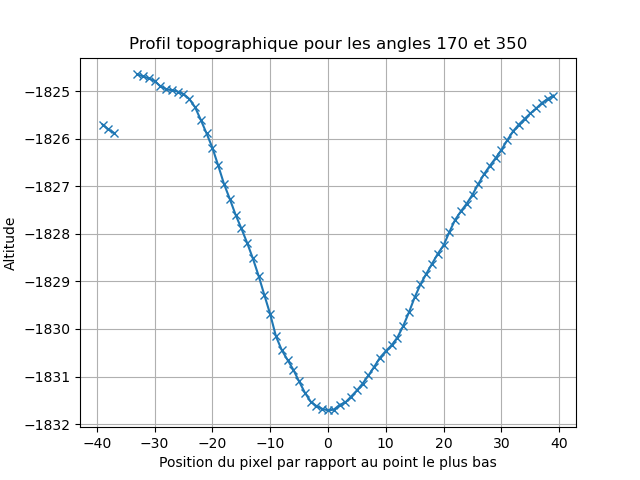 Profil topographique pour les angles 170 et 350
Altitude
−1825
−1826
−1827
−1828
−1829
−1830
−1831
−1832
−40 −30 −20 −10 0 10 20 30 40
Position du pixel par rapport au point le plus bas